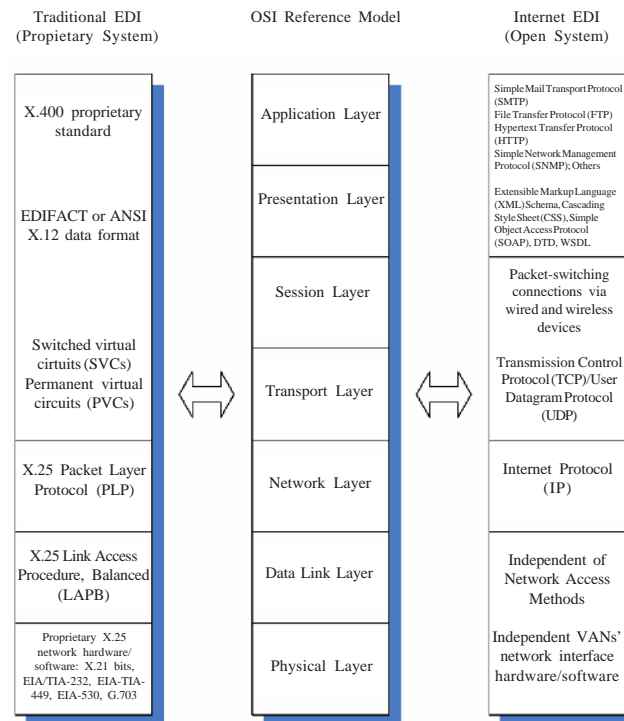 Traditional EDI
(Propietary System)
X.400 proprietary
standard
EDIFACT or ANSI
X.12 data format
Switched virtual
cirtuits (SVCs)
Permanent virtual
circuits (PVCs)
X.25 Packet Layer
Protocol (PLP)
X.25 Link Access
Procedure, Balanced
(LAPB)
Proprietary X.25
network hardware/
software: X.21 bits,
EIA/TIA-232, EIA-TIA-
449, EIA-530, G.703
OSI Reference Model
Application Layer
Presentation Layer
Session Layer
Transport Layer
Network Layer
Data Link Layer
Physical Layer
Internet EDI
(Open System)
Simple Mail Transport Protocol
(SMTP)
File Transfer Protocol (FTP)
Hypertext Transfer Protocol
(HTTP)
Simple Network Management
Protocol (SNMP); Others
Extensible Markup Language
(XML) Schema, Cascading
Style Sheet (CSS), Simple
Object Access Protocol
(SOAP), DTD, WSDL
Packet-switching
connections via
wired and wireless
devices
Transmission Control
Protocol (TCP)/User
Datagram Protocol
(UDP)
Internet Protocol
(IP)
Independent of
Network Access
Methods
Independent VANs'
network interface
hardware/software